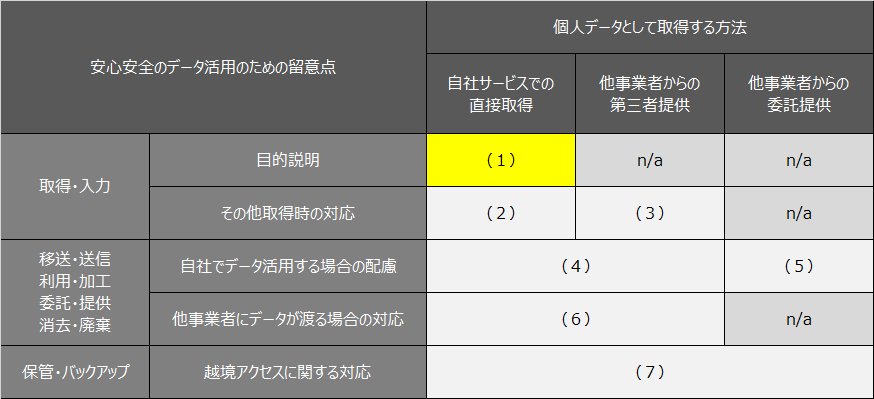 安心安全のデータ活用のための留意点
個人データとして取得する方法
自社サービスでの
直接取得
他事業者からの
第三者提供
他事業者からの
委託提供
取得・入力
目的説明
（１）
n/a
n/a
その他取得時の対応
（２）
（３）
n/a
移送・送信
利用・加工
委託・提供
消去・廃棄
自社でデータ活用する場合の配慮
（４）
（５）
他事業者にデータが渡る場合の対応
（６）
n/a
保管・バックアップ
越境アクセスに関する対応
（７）